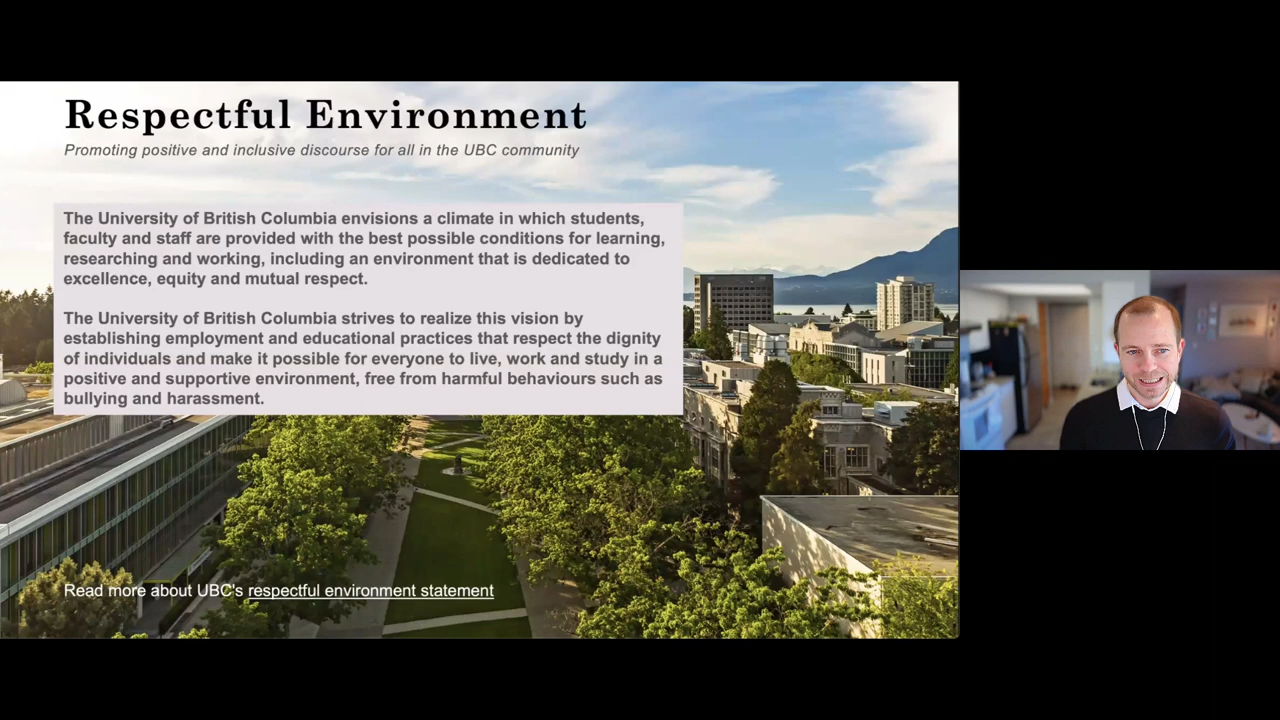 Respectful Environment
Promoting positive and inclusive discourse for all in the UBC community
The University of British Columbia envisions a climate in which students,
faculty and staff are provided with the best possible conditions for learning,
researching and working, including an environment that is dedicated to
excellence, equity and mutual respect.
The University of British Columbia strives to realize this vision by
establishing employment and educational practices that respect the dignity
of individuals and make it possible for everyone to live, work and study in a
positive and supportive environment, free from harmful behaviours such as
bullying and harassment.
Read more about UBC's respectful environment statement